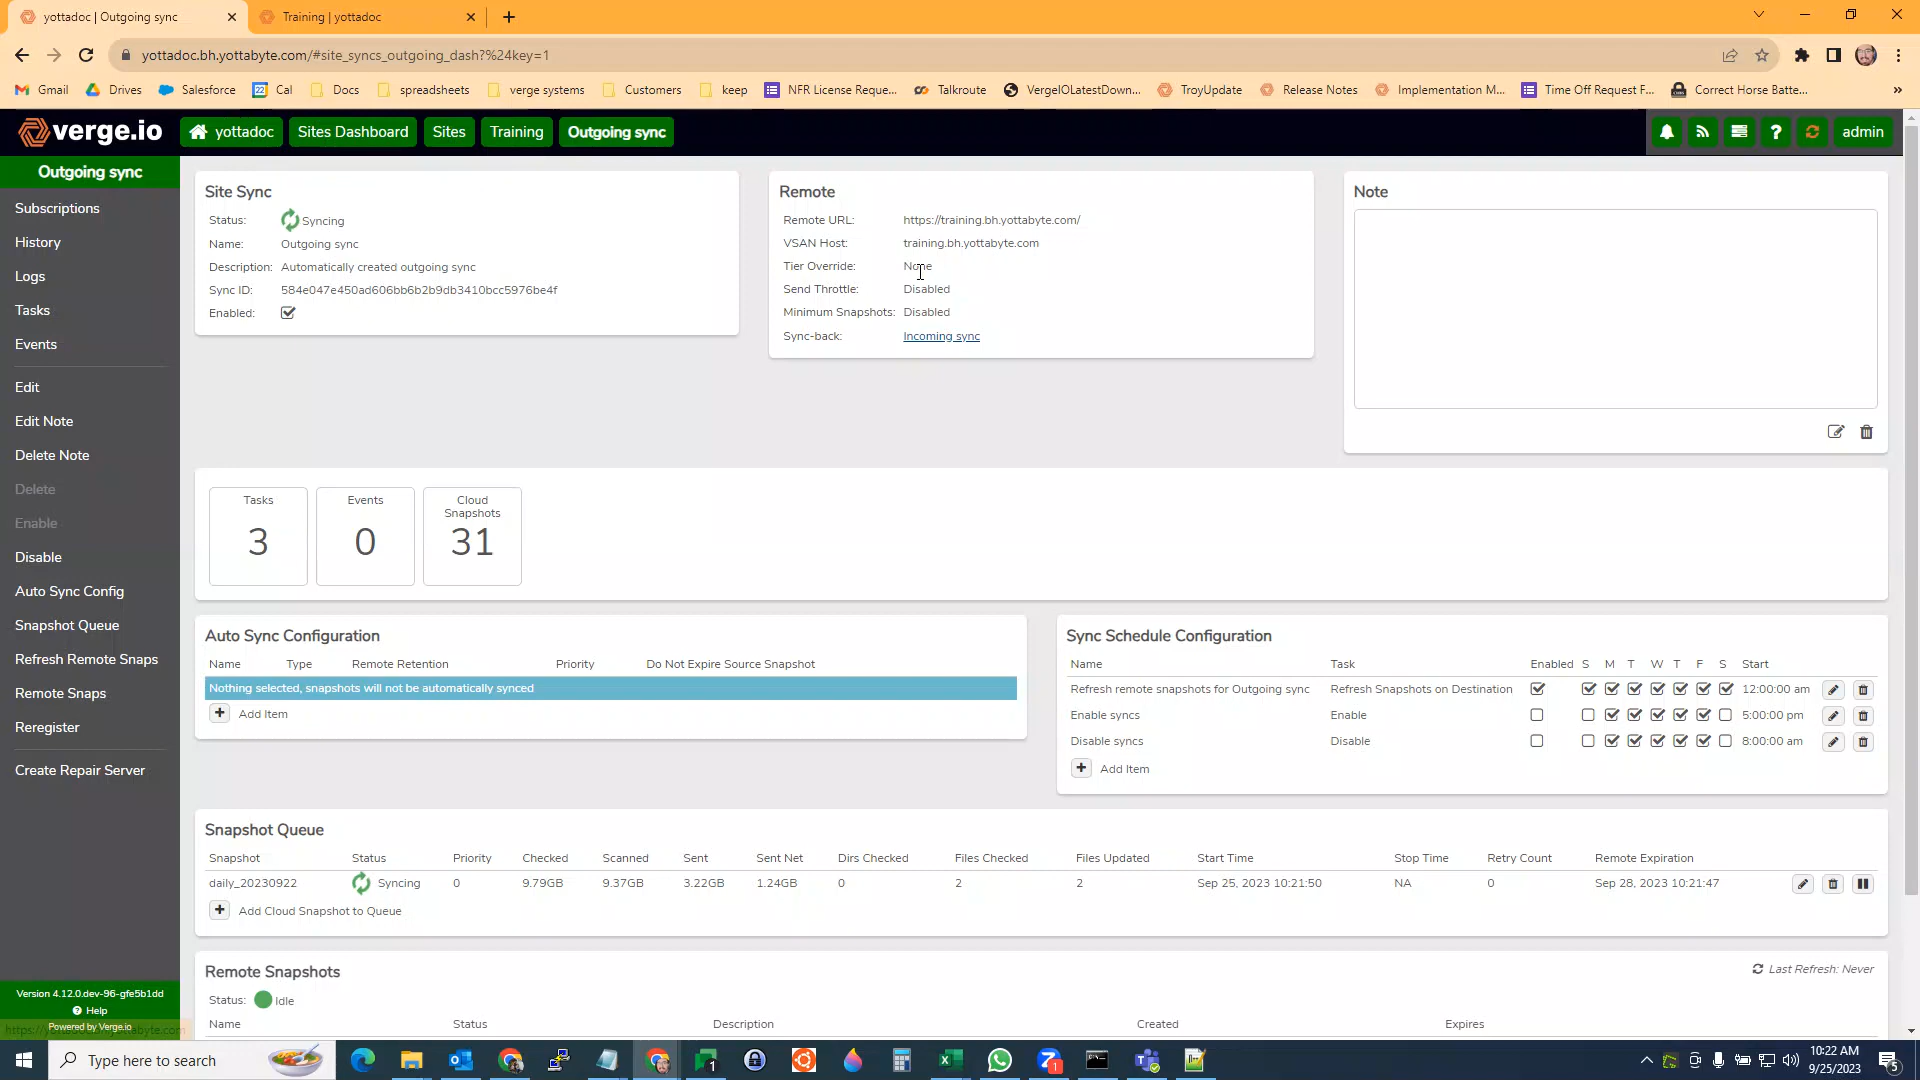 yottadoc | Outgoing sync
Training | yottadoc
yottadoc.bh.yottabyte.com/#site_syncs_outgoing_dash?%24key=1
Gmail Drives Salesforce Cal Docs spreadsheets verge systems Customers keep NFR License Reque... Talkroute VergeIOLatestDown... TroyUpdate Release Notes Implementation M... Time Off Request F... Correct Horse Batte... »
verge.io yottadoc Sites Dashboard Sites Training Outgoing sync admin
Outgoing sync
Subscriptions
History
Logs
Tasks
Events
Edit
Edit Note
Delete Note
Delete
Enable
Disable
Auto Sync Config
Snapshot Queue
Refresh Remote Snaps
Remote Snaps
Reregister
Create Repair Server
Version 4.12.0.dev-96-gfe5b1dd
Help
Powered by Verge.io
Site Sync
Status: Syncing
Name: Outgoing sync
Description: Automatically created outgoing sync
Sync ID: 584e047e450ad606bb6b2b9db3410bcc5976be4f
Enabled:
Remote
Remote URL: https://training.bh.yottabyte.com/
VSAN Host: training.bh.yottabyte.com
Tier Override: None
Send Throttle: Disabled
Minimum Snapshots: Disabled
Sync-back: Incoming sync
Note
Tasks
3
Events
0
Cloud
Snapshots
31
Auto Sync Configuration
Name Type Remote Retention Priority Do Not Expire Source Snapshot
Nothing selected, snapshots will not be automatically synced
Add Item
Sync Schedule Configuration
Name Task Enabled S M T W T F S Start
Refresh remote snapshots for Outgoing sync Refresh Snapshots on Destination 12:00:00 am
Enable syncs Enable 5:00:00 pm
Disable syncs Disable 8:00:00 am
Add Item
Snapshot Queue
Snapshot Status Priority Checked Scanned Sent Sent Net Dirs Checked Files Checked Files Updated Start Time Stop Time Retry Count Remote Expiration
daily_20230922 Syncing 0 9.79GB 9.37GB 3.22GB 1.24GB 0 2 2 Sep 25, 2023 10:21:50 NA 0 Sep 28, 2023 10:21:47
Add Cloud Snapshot to Queue
Remote Snapshots
Last Refresh: Never
Status: Idle
Name Status Description Created Expires
Type here to search
10:22 AM
9/25/2023